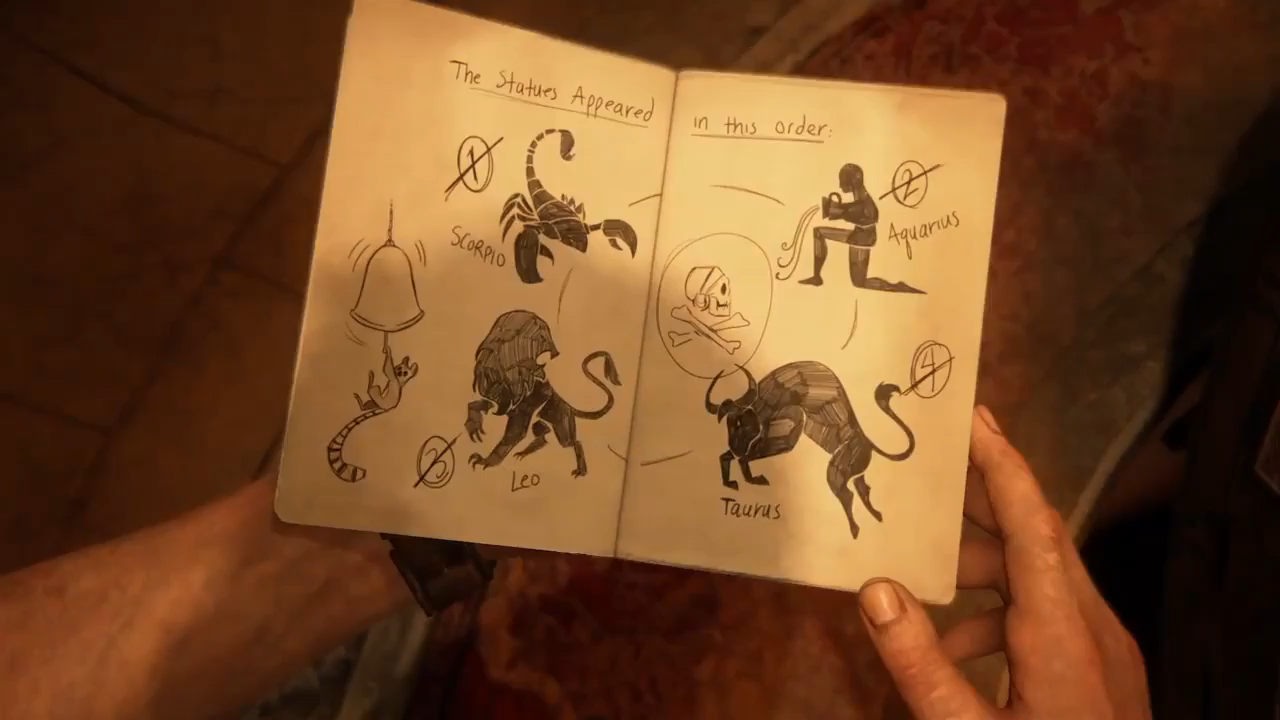 The Statues Appeared in this order:
1
SCORPIO
2
Aquarius
3
Leo
4
Taurus